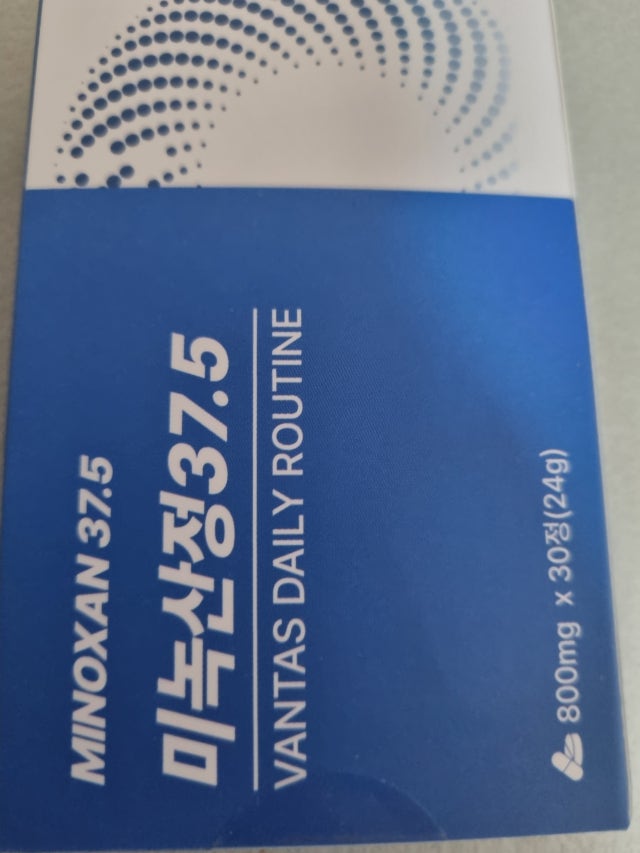 MINOXAN 37.5
미녹산정37.5
VANTAS DAILY ROUTINE
800mg x 30정(24g)